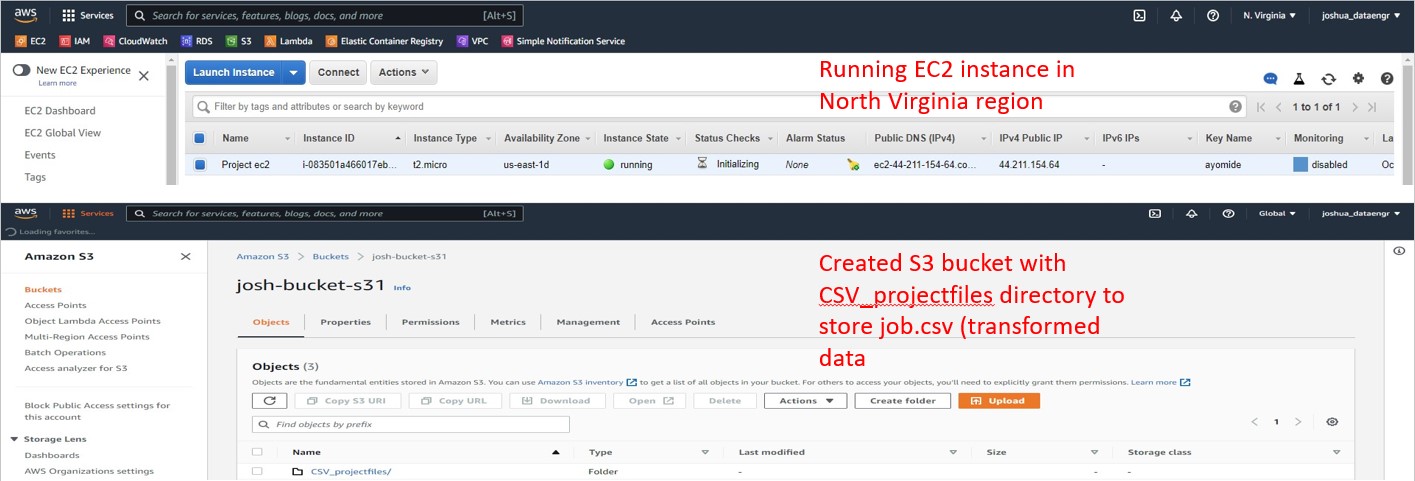 aws Services Search for services, features, blogs, docs, and more [Alt+S] N. Virginia joshua_dataengr
EC2 IAM CloudWatch RDS S3 Lambda Elastic Container Registry VPC Simple Notification Service
New EC2 Experience
Learn more
EC2 Dashboard
EC2 Global View
Events
Tags
Launch Instance Connect Actions
Running EC2 instance in
North Virginia region
Filter by tags and attributes or search by keyword 1 to 1 of 1
Name Instance ID Instance Type Availability Zone Instance State Status Checks Alarm Status Public DNS (IPv4) IPv4 Public IP IPv6 IPs Key Name Monitoring La
Project ec2 i-083501a466017eb... t2.micro us-east-1d running Initializing None ec2-44-211-154-64.co... 44.211.154.64 - ayomide disabled Oc
aws Services Search for services, features, blogs, docs, and more [Alt+S] Global joshua_dataengr
Loading favorites...
Amazon S3
Buckets
Access Points
Object Lambda Access Points
Multi-Region Access Points
Batch Operations
Access analyzer for S3
Block Public Access settings for
this account
Storage Lens
Dashboards
AWS Organizations settings
Amazon S3 Buckets josh-bucket-s31
josh-bucket-s31 Info
Created S3 bucket with
CSV_projectfiles directory to
store job.csv (transformed
data
Objects Properties Permissions Metrics Management Access Points
Objects (3)
Objects are the fundamental entities stored in Amazon S3. You can use Amazon S3 inventory to get a list of all objects in your bucket. For others to access your objects, you'll need to explicitly grant them permissions. Learn more
Copy S3 URI Copy URL Download Open Delete Actions Create folder Upload
Find objects by prefix 1
Name Type Last modified Size Storage class
CSV_projectfiles/ Folder - - -